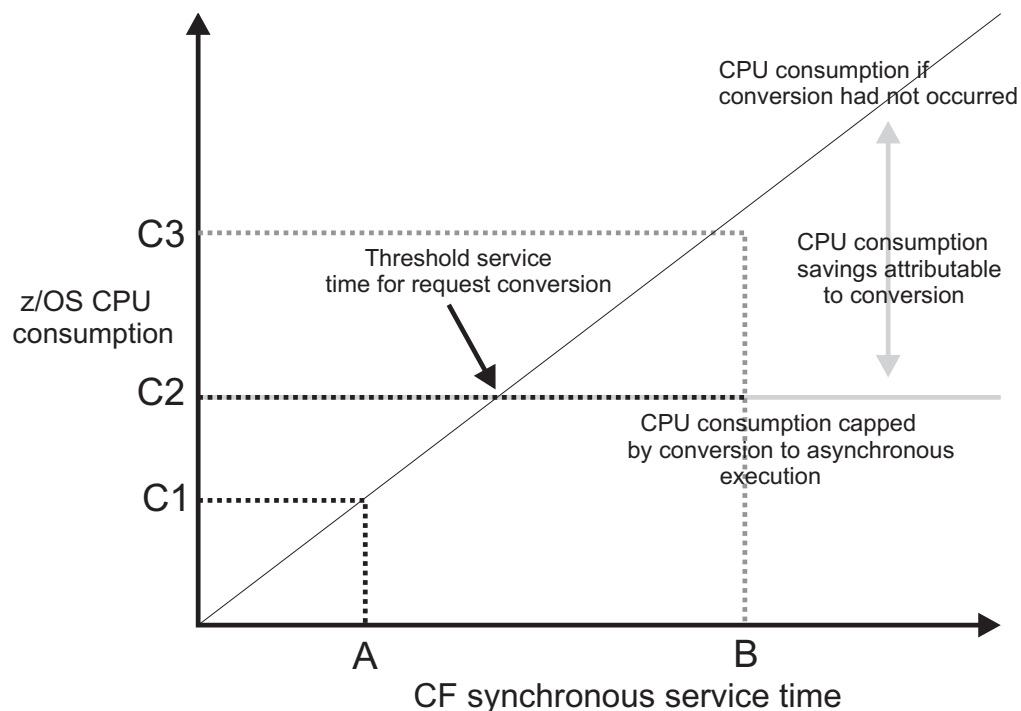 CPU consumption if
conversion had not occurred
C3
Threshold service
time for request conversion
CPU consumption
savings attributable
to conversion
z/OS CPU
consumption
C2
CPU consumption capped
by conversion to asynchronous
execution
C1
A
B
CF synchronous service time